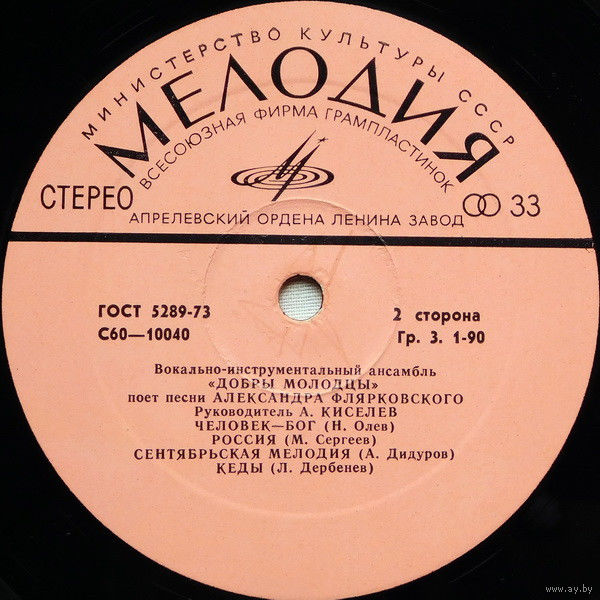 МИНИСТЕРСТВО КУЛЬТУРЫ СССР
МЕЛОДИЯ
ВСЕСОЮЗНАЯ ФИРМА ГРАМПЛАСТИНОК
СТЕРЕО
33
АПРЕЛЕВСКИЙ ОРДЕНА ЛЕНИНА ЗАВОД
ГОСТ 5289-73
2 сторона
С60—10040
Гр. 3. 1-90
Вокально-инструментальный ансамбль
«ДОБРЫ МОЛОДЦЫ»
поет песни АЛЕКСАНДРА ФЛЯРКОВСКОГО
Руководитель А. КИСЕЛЕВ
ЧЕЛОВЕК—БОГ (Н. Олев)
РОССИЯ (М. Сергеев)
СЕНТЯБРЬСКАЯ МЕЛОДИЯ (А. Дидуров)
КЕДЫ (Л. Дербенев)
www.ay.by